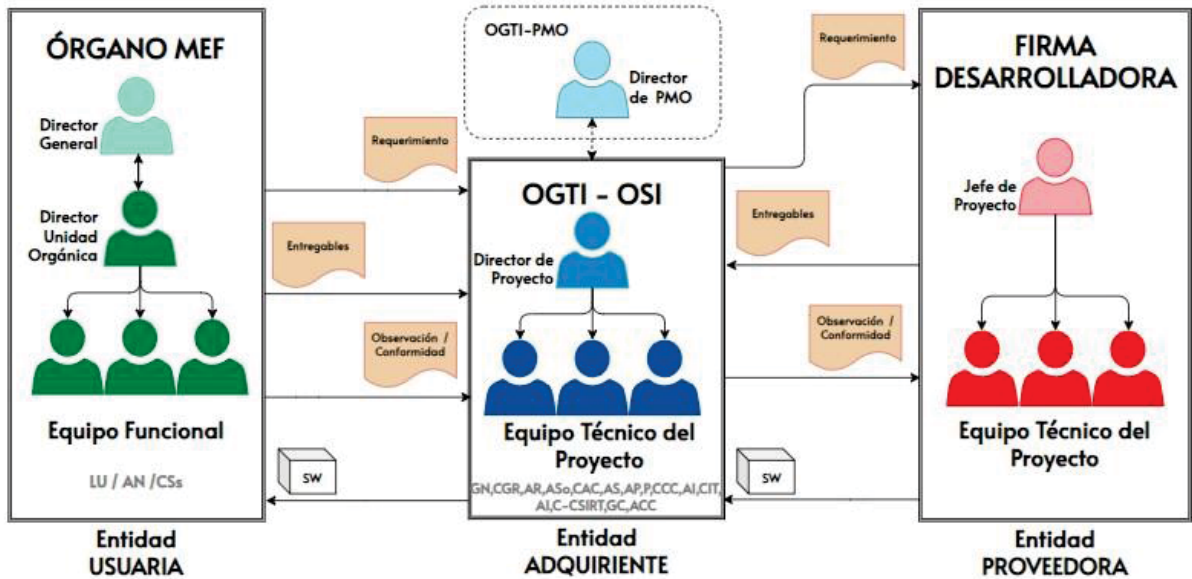 ÓRGANO MEF
Director
General
Director
Unidad
Orgánica
Equipo Funcional
LU / AN /CSs
Entidad
USUARIA
Requerimiento
Entregables
Observación /
Conformidad
SW
OGTI-PMO
Director
de PMO
OGTI - OSI
Director de
Proyecto
Equipo Técnico del
Proyecto
GN,CGR,AR,ASo,CAC,AS,AP,P,CCC,AI,CIT,
AI,C-CSIRT,GC,ACC
Entidad
ADQUIRIENTE
Requerimiento
Entregables
Observación /
Conformidad
SW
FIRMA
DESARROLLADORA
Jefe de
Proyecto
Equipo Técnico del
Proyecto
Entidad
PROVEEDORA